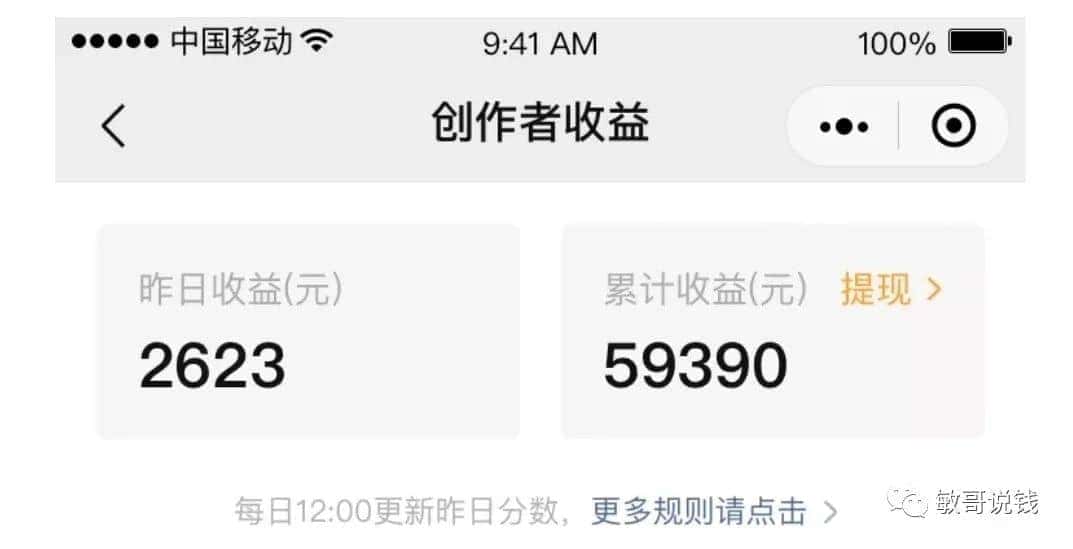 中国移动 9:41 AM 100%
创作者收益
昨日收益(元) 累计收益(元) 提现 >
2623 59390
每日12:00更新昨日分数，更多规则请点击 >
敏哥说钱